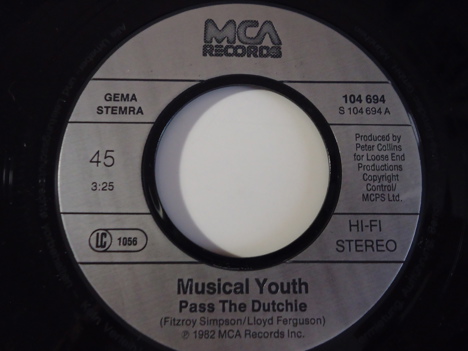 MCA
RECORDS
GEMA
STEMRA
104 694
S 104 694 A
45
3:25
Produced by
Peter Collins
for Loose End
Productions
Copyright
Control/
MCPS Ltd.
LC 1056
HI-FI
STEREO
Musical Youth
Pass The Dutchie
(Fitzroy Simpson/Lloyd Ferguson)
℗ 1982 MCA Records Inc.